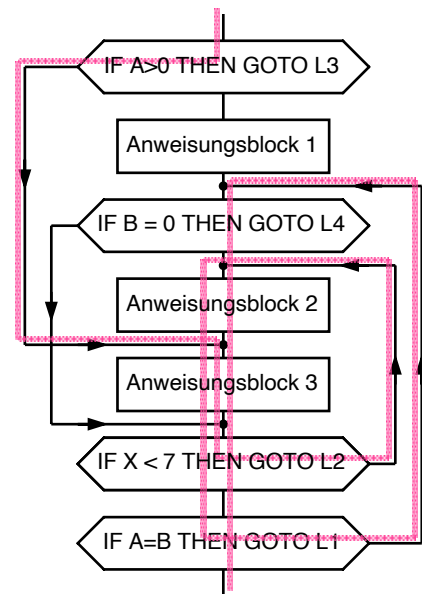 IF A>0 THEN GOTO L3
Anweisungsblock 1
IF B = 0 THEN GOTO L4
Anweisungsblock 2
Anweisungsblock 3
IF X < 7 THEN GOTO L2
IF A=B THEN GOTO L1